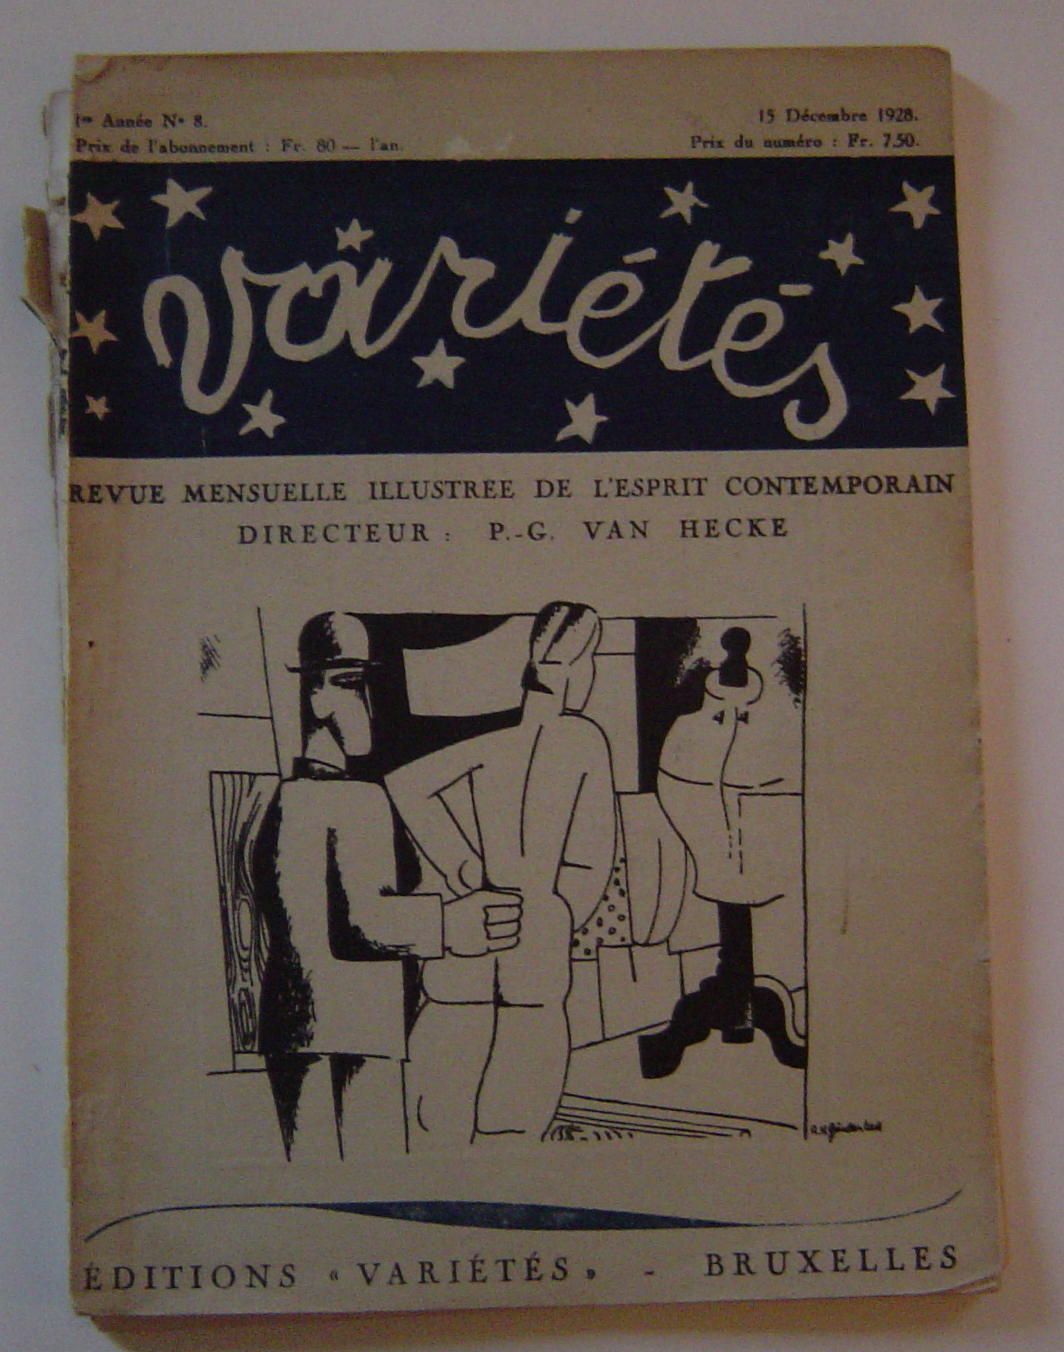 1re Année No 8.
Prix de l'abonnement : Fr. 80 — l'an.
15 Décembre 1928.
Prix du numéro : Fr. 7.50.
variétés
REVUE MENSUELLE ILLUSTREE DE L'ESPRIT CONTEMPORAIN
DIRECTEUR : P.-G. VAN HECKE
ÉDITIONS « VARIÉTÉS » - BRUXELLES